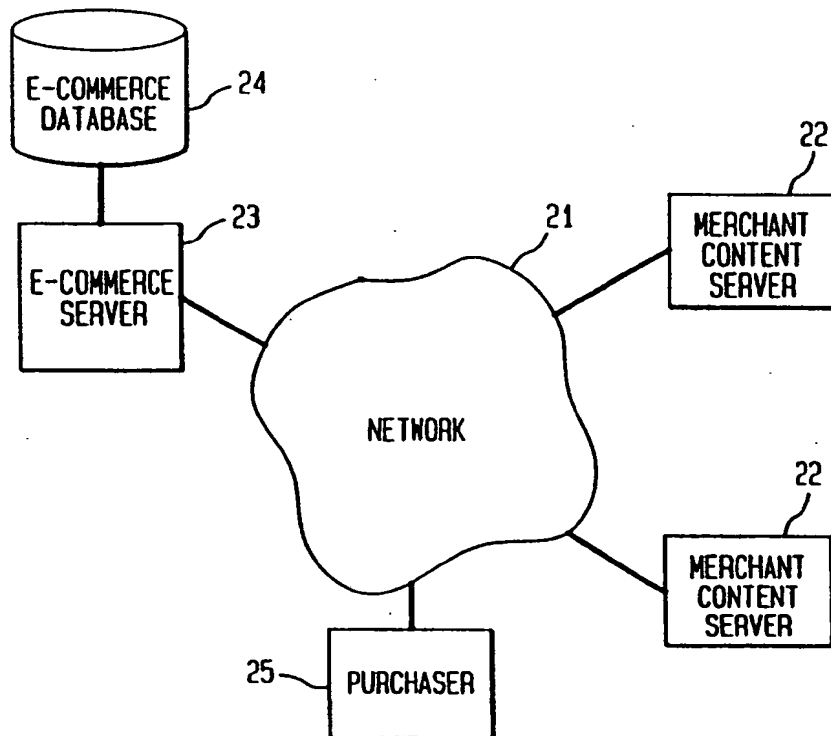 E-COMMERCE
DATABASE
24
23
E-COMMERCE
SERVER
21
22
MERCHANT
CONTENT
SERVER
NETWORK
22
MERCHANT
CONTENT
SERVER
25
PURCHASER